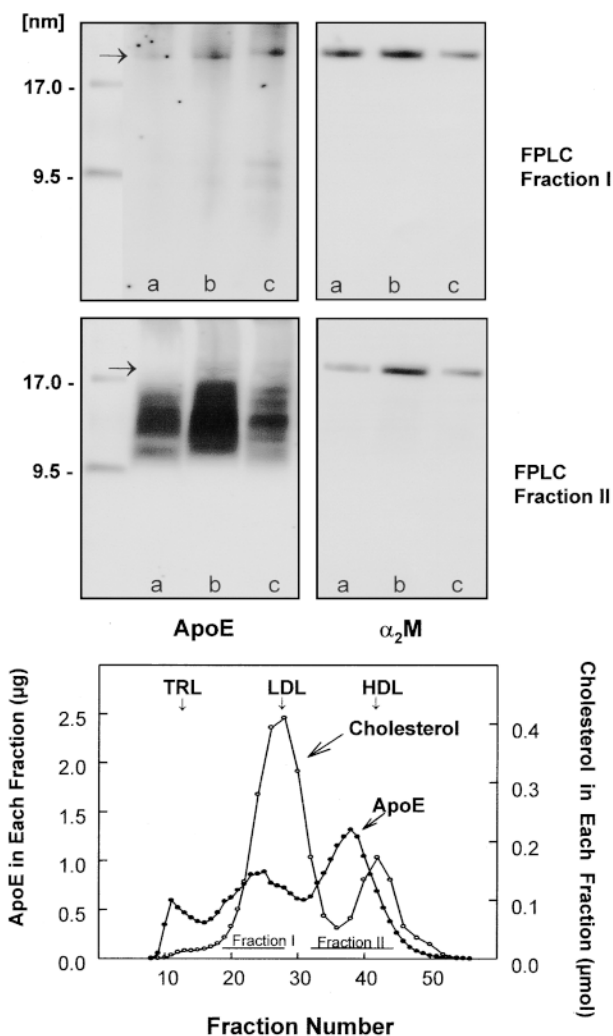 [nm]
17.0 -
9.5 -
a b c
a b c
FPLC
Fraction I
17.0 -
9.5 -
a b c
a b c
FPLC
Fraction II
ApoE
α₂M
TRL
↓
LDL
↓
HDL
↓
Cholesterol
ApoE
Fraction I
Fraction II
ApoE in Each Fraction (µg)
2.5
2.0
1.5
1.0
0.5
0.0
Cholesterol in Each Fraction (µmol)
0.4
0.3
0.2
0.1
0.0
10 20 30 40 50
Fraction Number